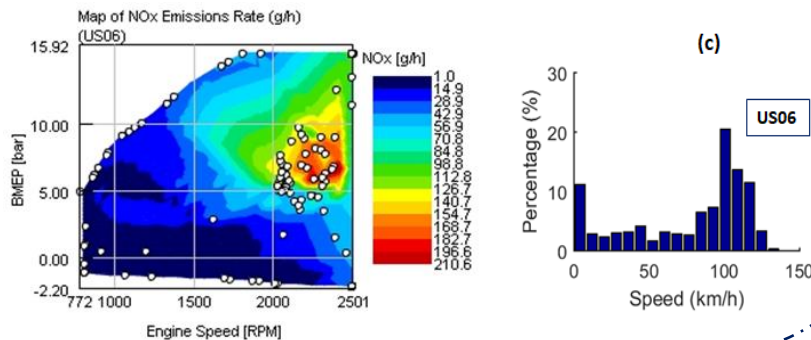 Map of NOx Emissions Rate (g/h)
(US06)
15.92
10.00
5.00
0.00
-2.20
BMEP [bar]
772 1000 1500 2000 2501
Engine Speed [RPM]
NOx [g/h]
1.0
14.9
28.9
42.9
56.9
70.8
84.8
98.8
112.8
126.7
140.7
154.7
168.7
182.7
196.6
210.6
(c)
US06
30
20
10
0
Percentage (%)
0 50 100 150
Speed (km/h)